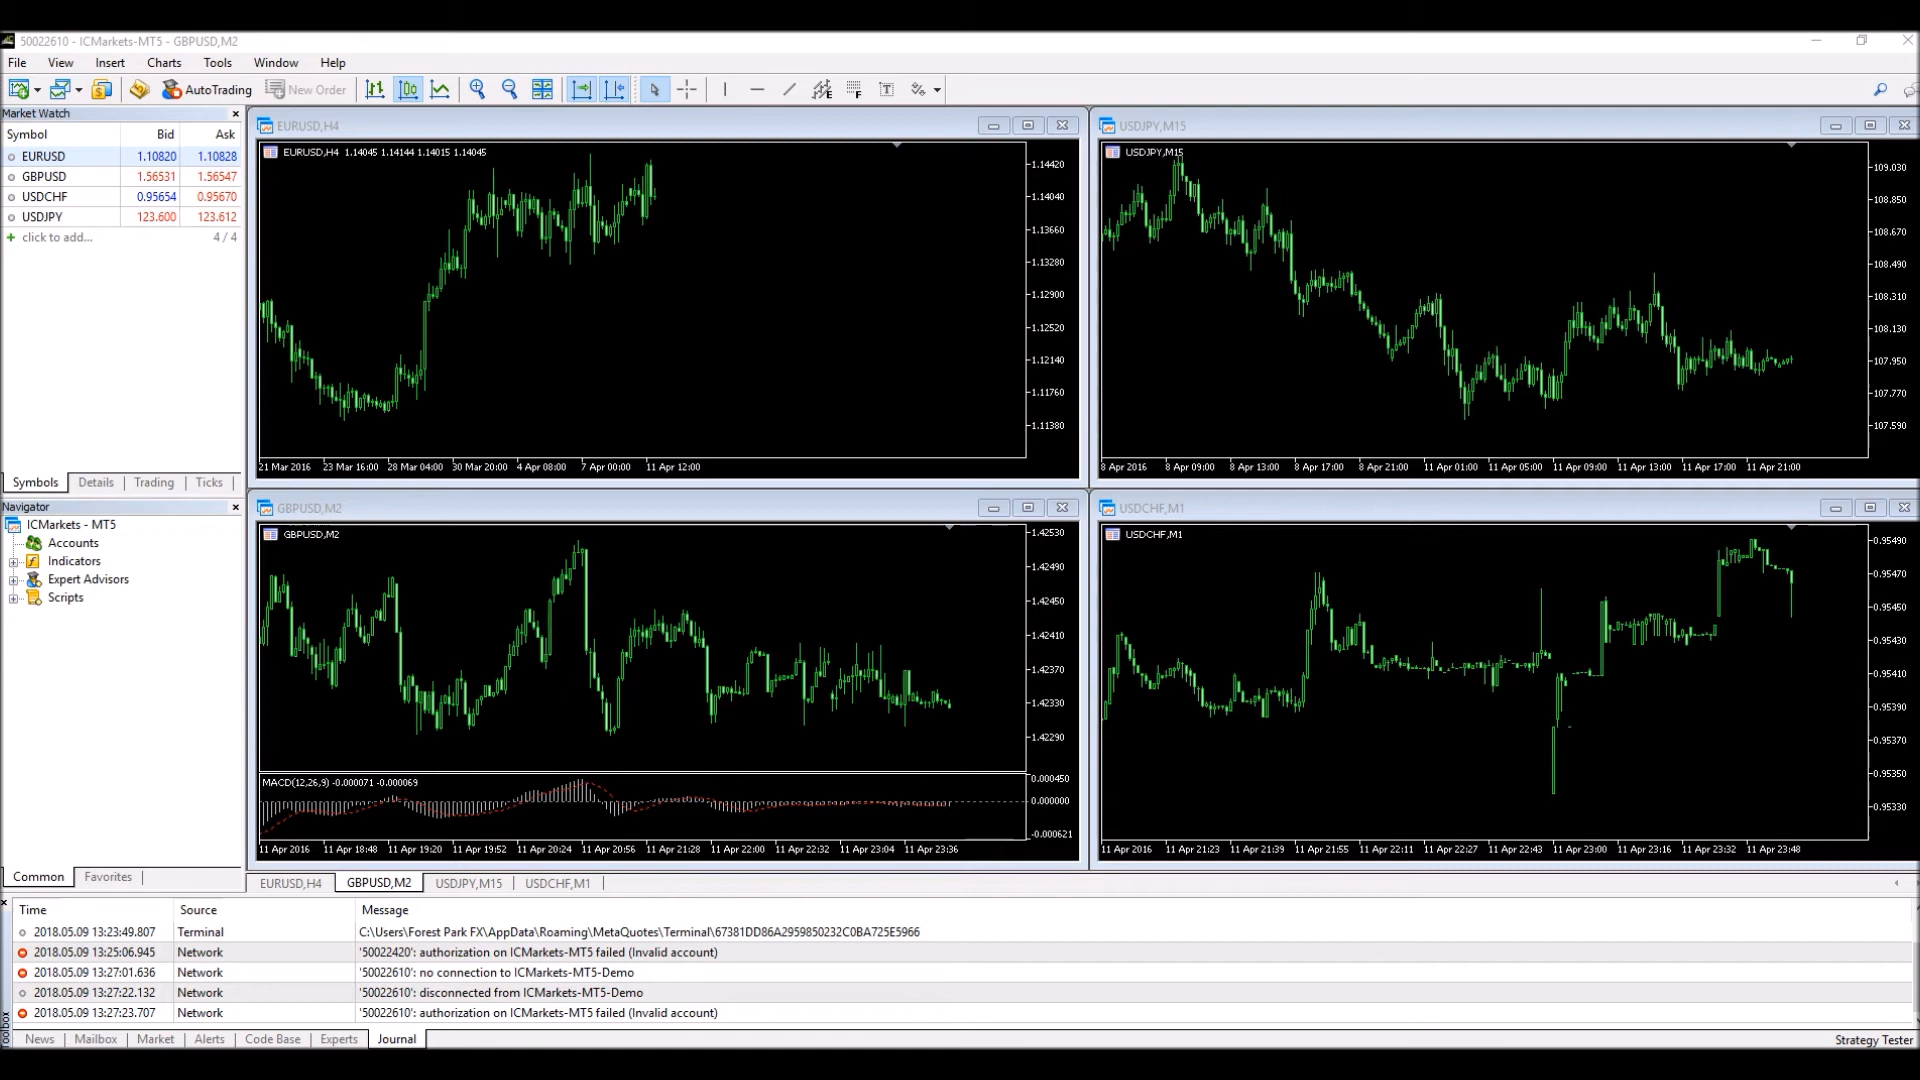 50022610 - ICMarkets-MT5 - GBPUSD,M2
File View Insert Charts Tools Window Help
AutoTrading New Order
Market Watch
Symbol Bid Ask
EURUSD 1.10820 1.10828
GBPUSD 1.56531 1.56547
USDCHF 0.95654 0.95670
USDJPY 123.600 123.612
click to add... 4 / 4
Symbols Details Trading Ticks
Navigator
ICMarkets - MT5
Accounts
Indicators
Expert Advisors
Scripts
Common Favorites
EURUSD,H4
EURUSD,H4 1.14045 1.14144 1.14015 1.14045
1.14420
1.14040
1.13660
1.13280
1.12900
1.12520
1.12140
1.11760
1.11380
21 Mar 2016 23 Mar 16:00 28 Mar 04:00 30 Mar 20:00 4 Apr 08:00 7 Apr 00:00 11 Apr 12:00
USDJPY,M15
USDJPY,M15
109.030
108.850
108.670
108.490
108.310
108.130
107.950
107.770
107.590
8 Apr 2016 8 Apr 09:00 8 Apr 13:00 8 Apr 17:00 8 Apr 21:00 11 Apr 01:00 11 Apr 05:00 11 Apr 09:00 11 Apr 13:00 11 Apr 17:00 11 Apr 21:00
GBPUSD,M2
GBPUSD,M2
1.42530
1.42490
1.42450
1.42410
1.42370
1.42330
1.42290
MACD(12,26,9) -0.000071 -0.000069
0.000450
0.000000
-0.000621
11 Apr 2016 11 Apr 18:48 11 Apr 19:20 11 Apr 19:52 11 Apr 20:24 11 Apr 20:56 11 Apr 21:28 11 Apr 22:00 11 Apr 22:32 11 Apr 23:04 11 Apr 23:36
USDCHF,M1
USDCHF,M1
0.95490
0.95470
0.95450
0.95430
0.95410
0.95390
0.95370
0.95350
0.95330
11 Apr 2016 11 Apr 21:23 11 Apr 21:39 11 Apr 21:55 11 Apr 22:11 11 Apr 22:27 11 Apr 22:43 11 Apr 23:00 11 Apr 23:16 11 Apr 23:32 11 Apr 23:48
EURUSD,H4 GBPUSD,M2 USDJPY,M15 USDCHF,M1
Time Source Message
2018.05.09 13:23:49.807 Terminal C:\Users\Forest Park FX\AppData\Roaming\MetaQuotes\Terminal\67381DD86A2959850232C0BA725E5966
2018.05.09 13:25:06.945 Network '50022420': authorization on ICMarkets-MT5 failed (Invalid account)
2018.05.09 13:27:01.636 Network '50022610': no connection to ICMarkets-MT5-Demo
2018.05.09 13:27:22.132 Network '50022610': disconnected from ICMarkets-MT5-Demo
2018.05.09 13:27:23.707 Network '50022610': authorization on ICMarkets-MT5 failed (Invalid account)
Toolbox
News Mailbox Market Alerts Code Base Experts Journal
Strategy Tester